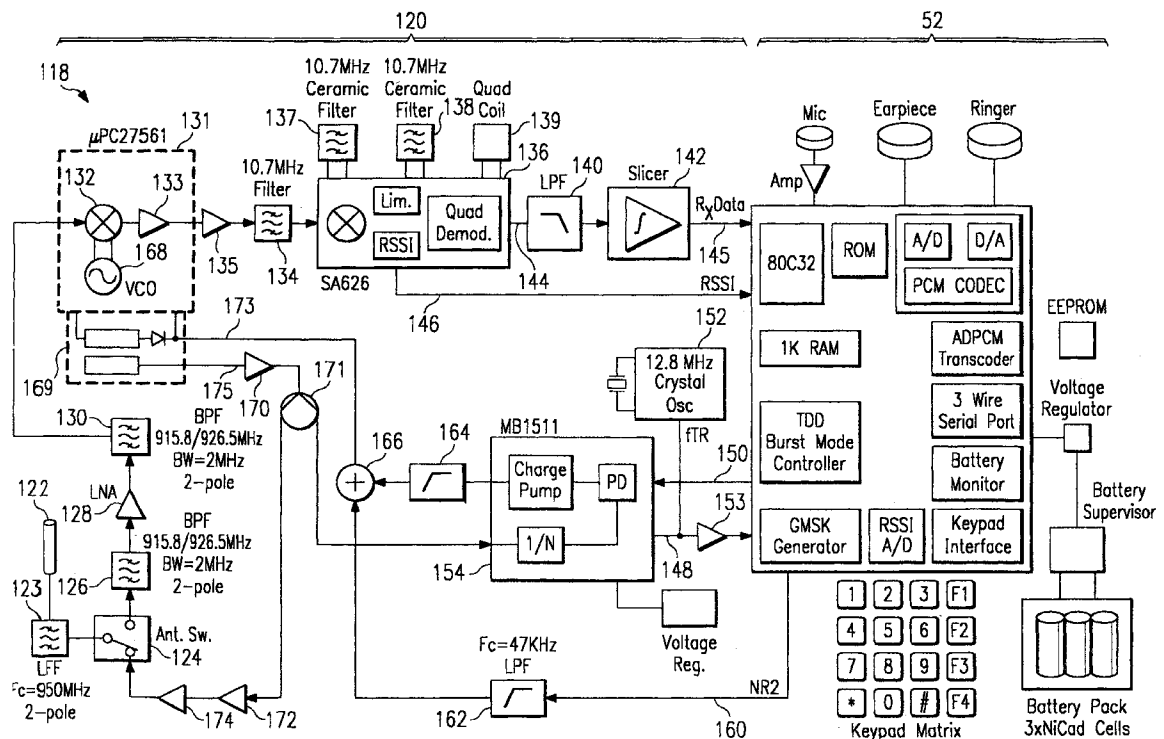 120
52
118
10.7MHz
Ceramic
Filter
10.7MHz
Ceramic
Filter
Quad
Coil
137
138
139
Mic
Earpiece
Ringer
µPC27561
131
132
133
168
VCO
135
10.7MHz
Filter
134
Lim.
RSSI
Quad
Demod.
SA626
136
LPF
140
144
Slicer
142
RxData
145
RSSI
146
Amp
80C32
ROM
A/D
D/A
PCM CODEC
1K RAM
ADPCM
Transcoder
TDD
Burst Mode
Controller
3 Wire
Serial Port
Battery
Monitor
GMSK
Generator
RSSI
A/D
Keypad
Interface
EEPROM
Voltage
Regulator
Battery
Supervisor
Battery Pack
3xNiCad Cells
173
169
175
170
171
152
12.8 MHz
Crystal
Osc
fTR
130
BPF
915.8/926.5MHz
BW=2MHz
2-pole
LNA
128
122
BPF
915.8/926.5MHz
BW=2MHz
2-pole
126
123
LFF
Fc=950MHz
2-pole
Ant. Sw.
124
174
172
166
164
MB1511
Charge
Pump
PD
1/N
154
150
153
148
Voltage
Reg.
Fc=47KHz
LPF
162
NR2
160
1 2 3 F1
4 5 6 F2
7 8 9 F3
* 0 # F4
Keypad Matrix